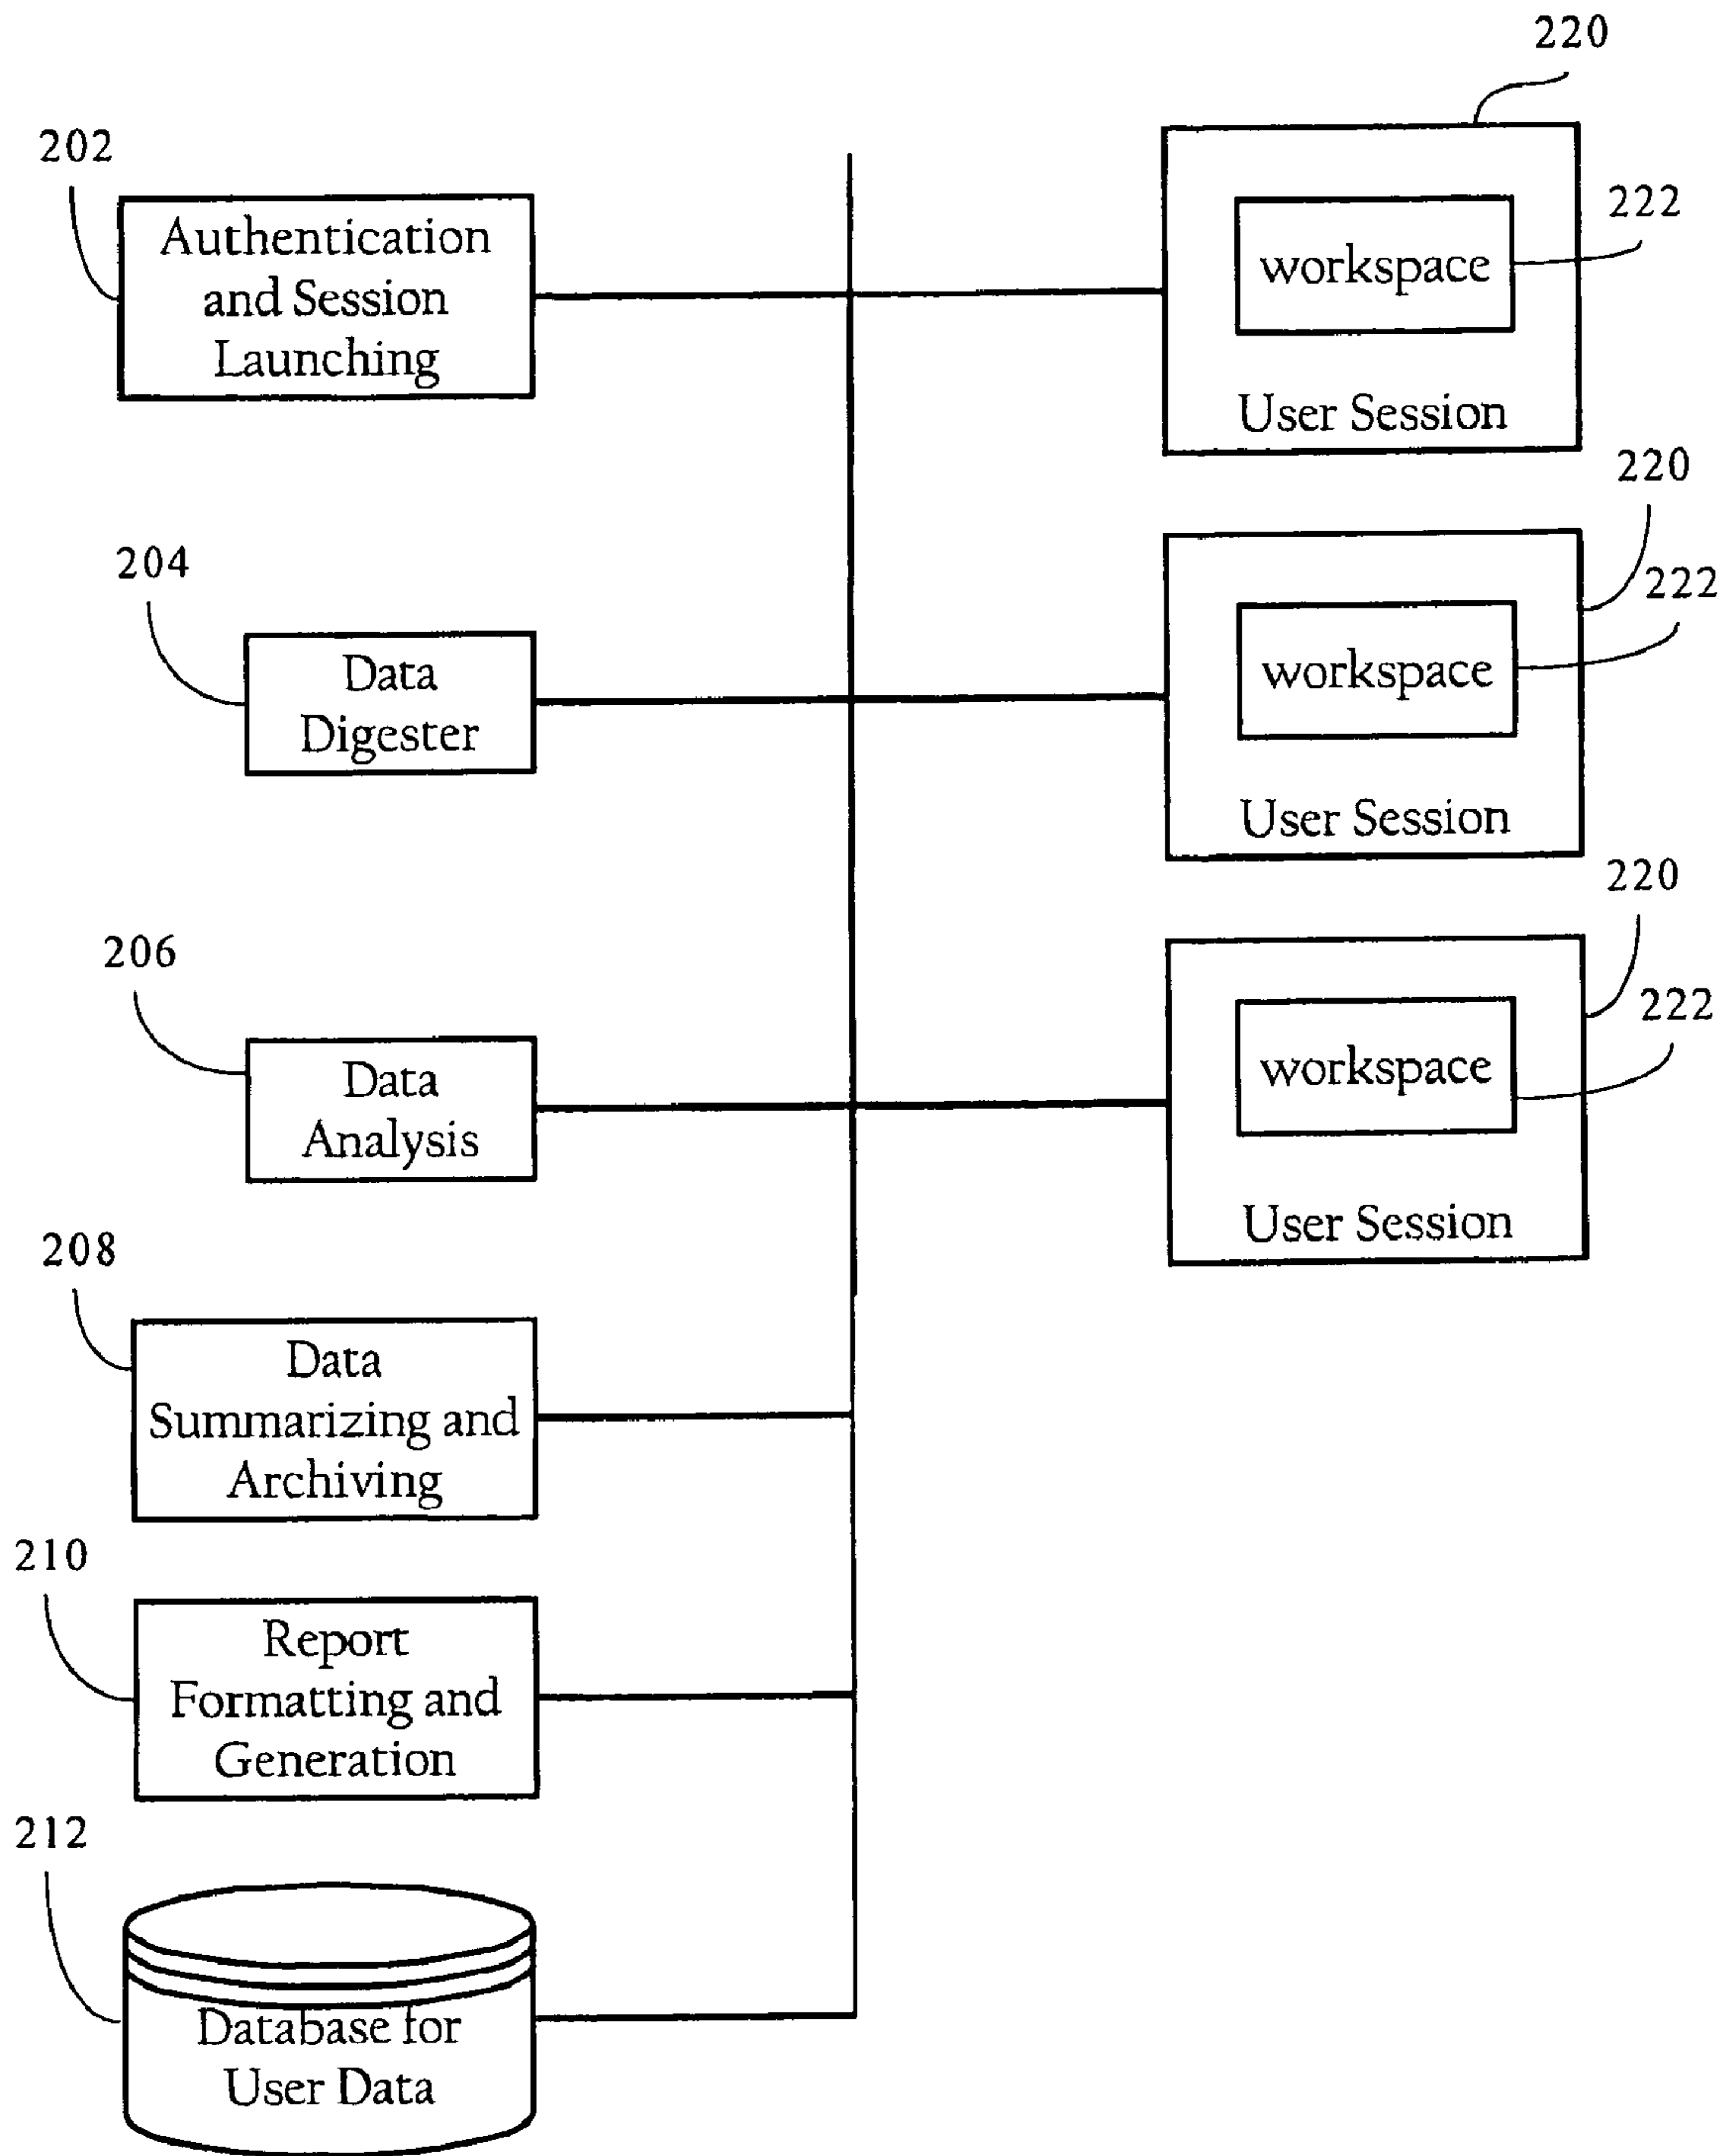 220
202
Authentication
and Session
Launching
222
workspace
User Session
220
204
Data
Digester
222
workspace
User Session
220
206
Data
Analysis
222
workspace
User Session
208
Data
Summarizing and
Archiving
210
Report
Formatting and
Generation
212
Database for
User Data